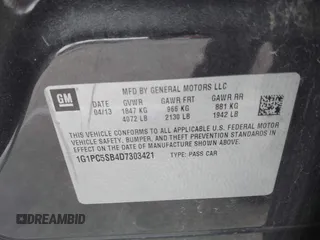 GM
MFD BY GENERAL MOTORS LLC
04/13 GVWR GAWR FRT GAWR RR
1847 KG 966 KG 881 KG
4072 LB 2130 LB 1942 LB
THIS VEHICLE CONFORMS TO ALL APPLICABLE U.S. FEDERAL MOTOR
VEHICLE SAFETY, BUMPER, AND THEFT PREVENTION STANDARDS
IN EFFECT ON THE DATE OF MANUFACTURE SHOWN ABOVE.
1G1PC5SB4D7303421 TYPE: PASS CAR
DREAMBID